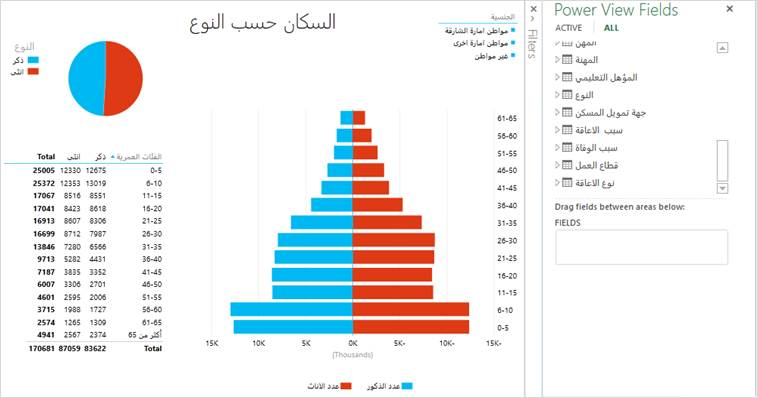 السكان حسب النوع
النوع
ذكر
انثى
الجنسية
مواطن امارة الشارقة
مواطن امارة اخرى
غير مواطن
Total انثى ذكر الفئات العمرية
25005 12330 12675 0-5
25372 12353 13019 6-10
17067 8516 8551 11-15
17041 8423 8618 16-20
16913 8607 8306 21-25
16699 8712 7987 26-30
13846 7280 6566 31-35
9713 5282 4431 36-40
7187 3835 3352 41-45
6007 3306 2701 46-50
4601 2595 2006 51-55
3715 1988 1727 56-60
2574 1265 1309 61-65
4941 2567 2374 أكثر من 65
170681 87059 83622 Total
61-65
56-60
51-55
46-50
41-45
36-40
31-35
26-30
21-25
16-20
11-15
6-10
0-5
15K 10K 5K 0K 5K- 10K- 15K-
(Thousands)
عدد الذكور عدد الاناث
Filters
Power View Fields
ACTIVE ALL
المهن
المهنة
المؤهل التعليمي
النوع
جهة تمويل المسكن
سبب الاعاقة
سبب الوفاة
قطاع العمل
نوع الاعاقة
Drag fields between areas below:
FIELDS